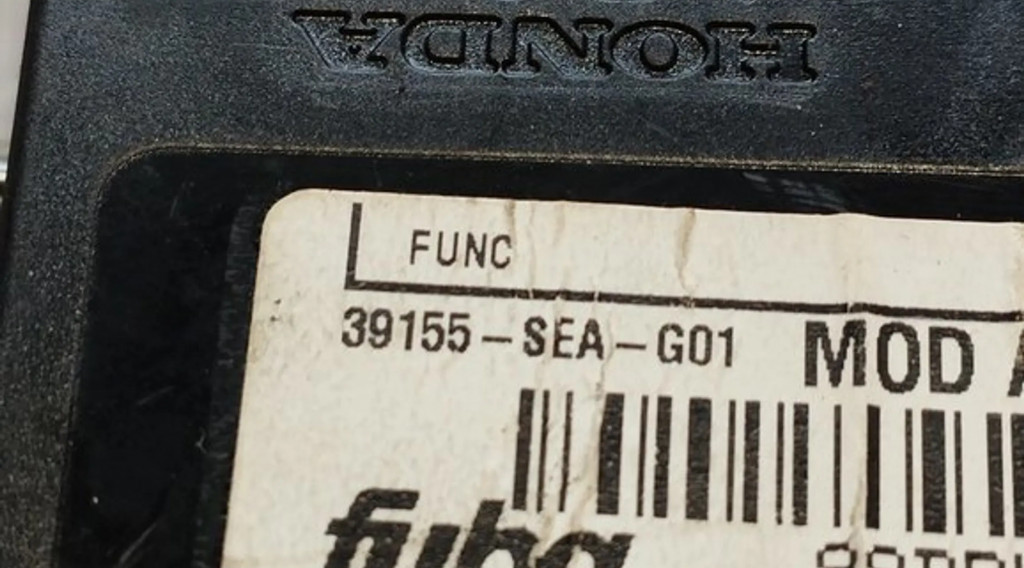 HONDA
FUNC
39155-SEA-G01 MOD
fuba